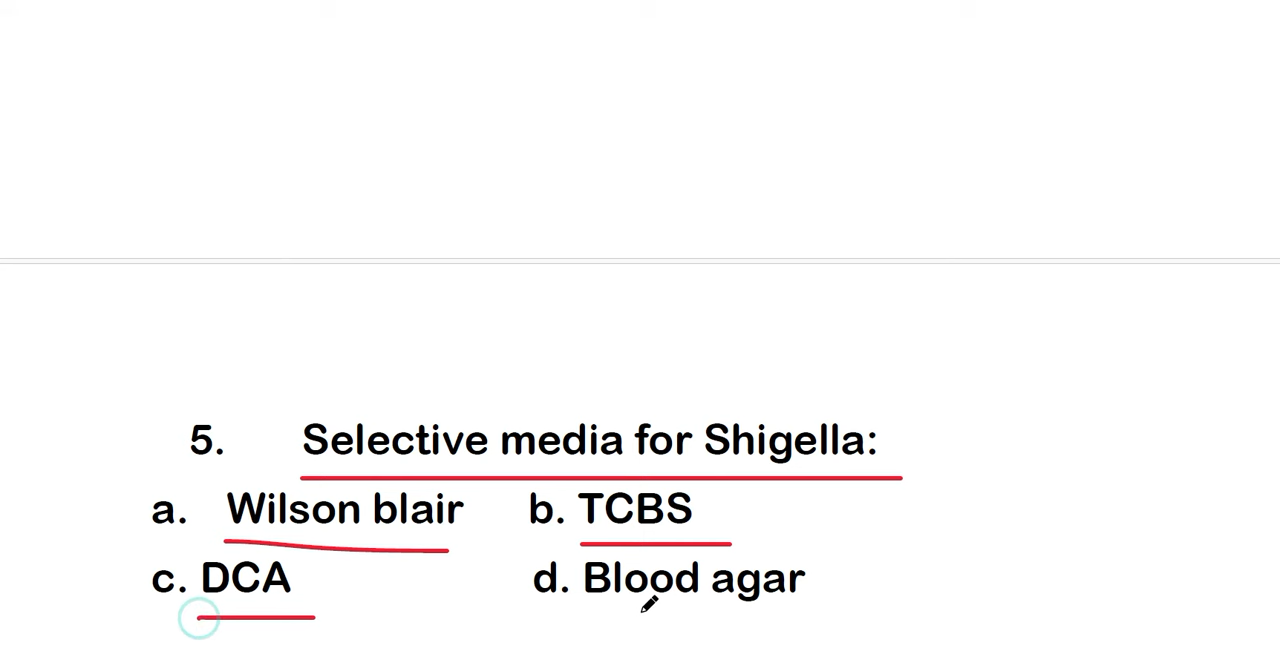 5. Selective media for Shigella:
a. Wilson blair b. TCBS
c. DCA d. Blood agar